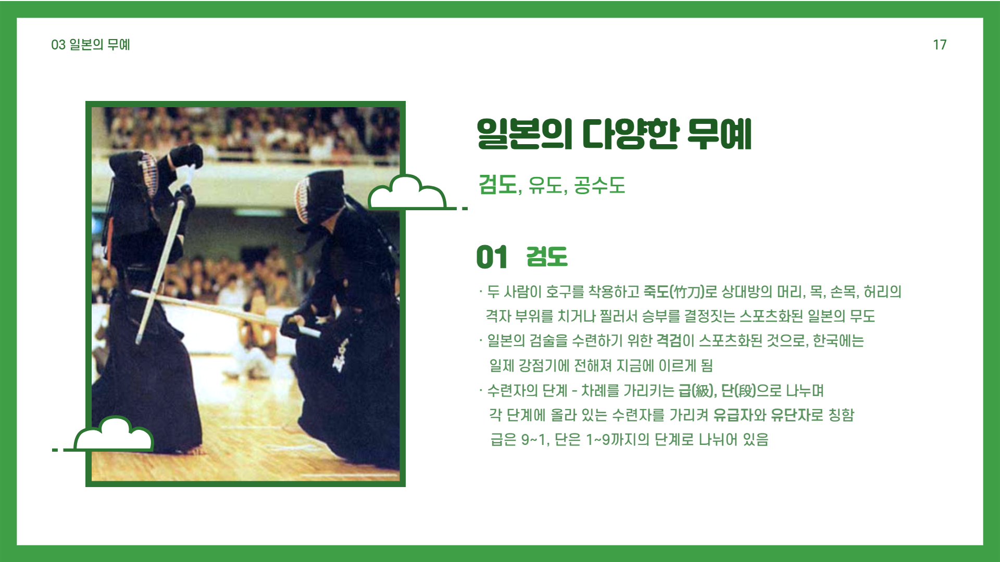 03 일본의 무예
17
일본의 다양한 무예
검도, 유도, 공수도
01 검도
· 두 사람이 호구를 착용하고 죽도(竹刀)로 상대방의 머리, 목, 손목, 허리의
격자 부위를 치거나 찔러서 승부를 결정짓는 스포츠화된 일본의 무도
· 일본의 검술을 수련하기 위한 격검이 스포츠화된 것으로, 한국에는
일제 강점기에 전해져 지금에 이르게 됨
· 수련자의 단계 - 차례를 가리키는 급(級), 단(段)으로 나누며
각 단계에 올라 있는 수련자를 가리켜 유급자와 유단자로 칭함
급은 9~1, 단은 1~9까지의 단계로 나뉘어 있음